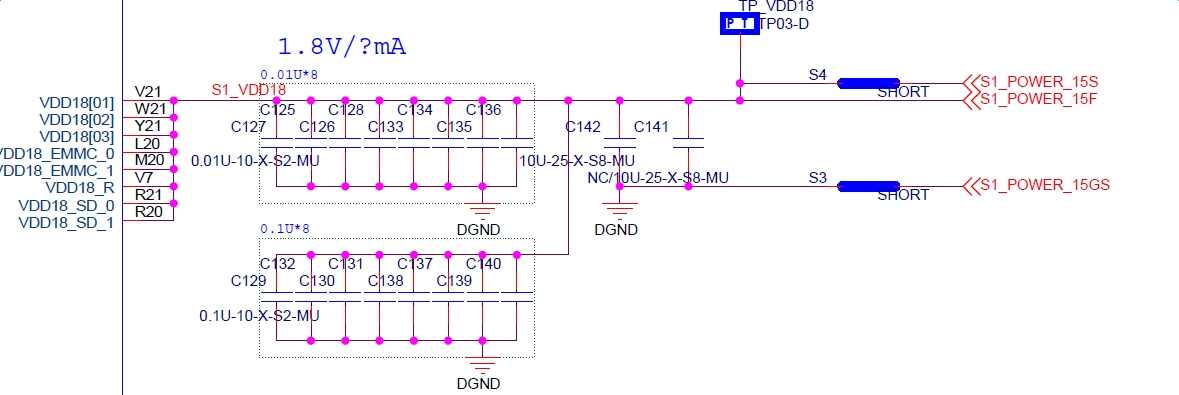 TP_VDD18
PT TP03-D
1.8V/?mA
0.01U*8
S4
S1_POWER_15S
SHORT
V21
S1_VDD18
VDD18[01]
S1_POWER_15F
W21
C125 C128 C134 C136
VDD18[02]
Y21
C127 C126 C133 C135 C142 C141
VDD18[03]
L20
VDD18_EMMC_0
M20
0.01U-10-X-S2-MU
10U-25-X-S8-MU
VDD18_EMMC_1
V7
NC/10U-25-X-S8-MU
S3
VDD18_R
S1_POWER_15GS
R21
SHORT
VDD18_SD_0
R20
VDD18_SD_1
DGND
DGND
0.1U*8
C132 C131 C137 C140
C129 C130 C138 C139
0.1U-10-X-S2-MU
DGND